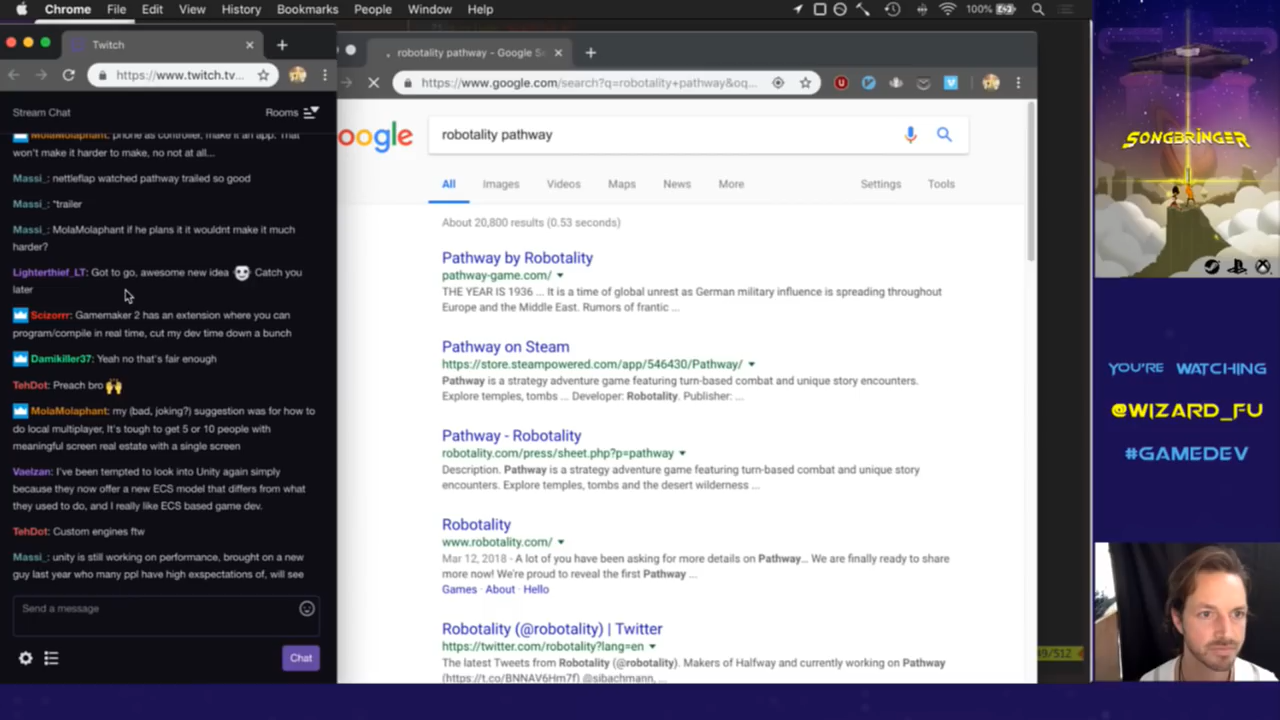 Chrome File Edit View History Bookmarks People Window Help 100%
Twitch
https://www.twitch.tv...
Stream Chat Rooms
MolaMolaphant: phone as controller, make it an app. That
won't make it harder to make, no not at all...
Massi_: nettleflap watched pathway trailed so good
Massi_: *trailer
Massi_: MolaMolaphant if he plans it it wouldnt make it much
harder?
Lighterthief_LT: Got to go, awesome new idea Catch you
later
Scizorrr: Gamemaker 2 has an extension where you can
program/compile in real time, cut my dev time down a bunch
Damikiller37: Yeah no that's fair enough
TehDot: Preach bro
MolaMolaphant: my (bad, joking?) suggestion was for how to
do local multiplayer, It's tough to get 5 or 10 people with
meaningful screen real estate with a single screen
Vaelzan: I've been tempted to look into Unity again simply
because they now offer a new ECS model that differs from what
they used to do, and I really like ECS based game dev.
TehDot: Custom engines ftw
Massi_: unity is still working on performance, brought on a new
guy last year who many ppl have high exspectations of, will see
Send a message
Chat
robotality pathway - Google S
https://www.google.com/search?q=robotality+pathway&oq...
oogle
robotality pathway
All Images Videos Maps News More Settings Tools
About 20,800 results (0.53 seconds)
Pathway by Robotality
pathway-game.com/
THE YEAR IS 1936 ... It is a time of global unrest as German military influence is spreading throughout
Europe and the Middle East. Rumors of frantic ...
Pathway on Steam
https://store.steampowered.com/app/546430/Pathway/
Pathway is a strategy adventure game featuring turn-based combat and unique story encounters.
Explore temples, tombs ... Developer: Robotality. Publisher: ...
Pathway - Robotality
robotality.com/press/sheet.php?p=pathway
Description. Pathway is a strategy adventure game featuring turn-based combat and unique story
encounters. Explore temples, tombs and the desert wilderness ...
Robotality
www.robotality.com/
Mar 12, 2018 - A lot of you have been asking for more details on Pathway... We are finally ready to share
more now! We're proud to reveal the first Pathway ...
Games · About · Hello
Robotality (@robotality) | Twitter
https://twitter.com/robotality?lang=en
The latest Tweets from Robotality (@robotality). Makers of Halfway and currently working on Pathway
(https://t.co/BNNAV6Hm7f) @sibachmann,
49/512
SONGBRINGER
YOU'RE WATCHING
@WIZARD_FU
#GAMEDEV